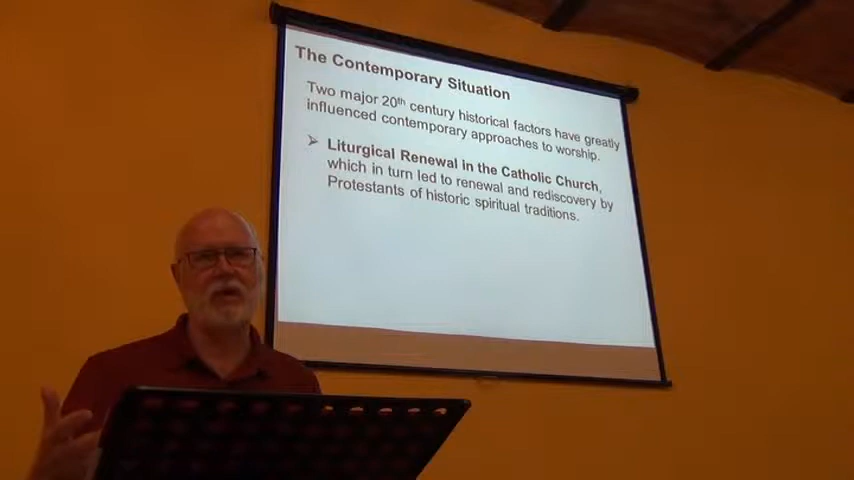 The Contemporary Situation
Two major 20th century historical factors have greatly
influenced contemporary approaches to worship.
➢ Liturgical Renewal in the Catholic Church,
which in turn led to renewal and rediscovery by
Protestants of historic spiritual traditions.